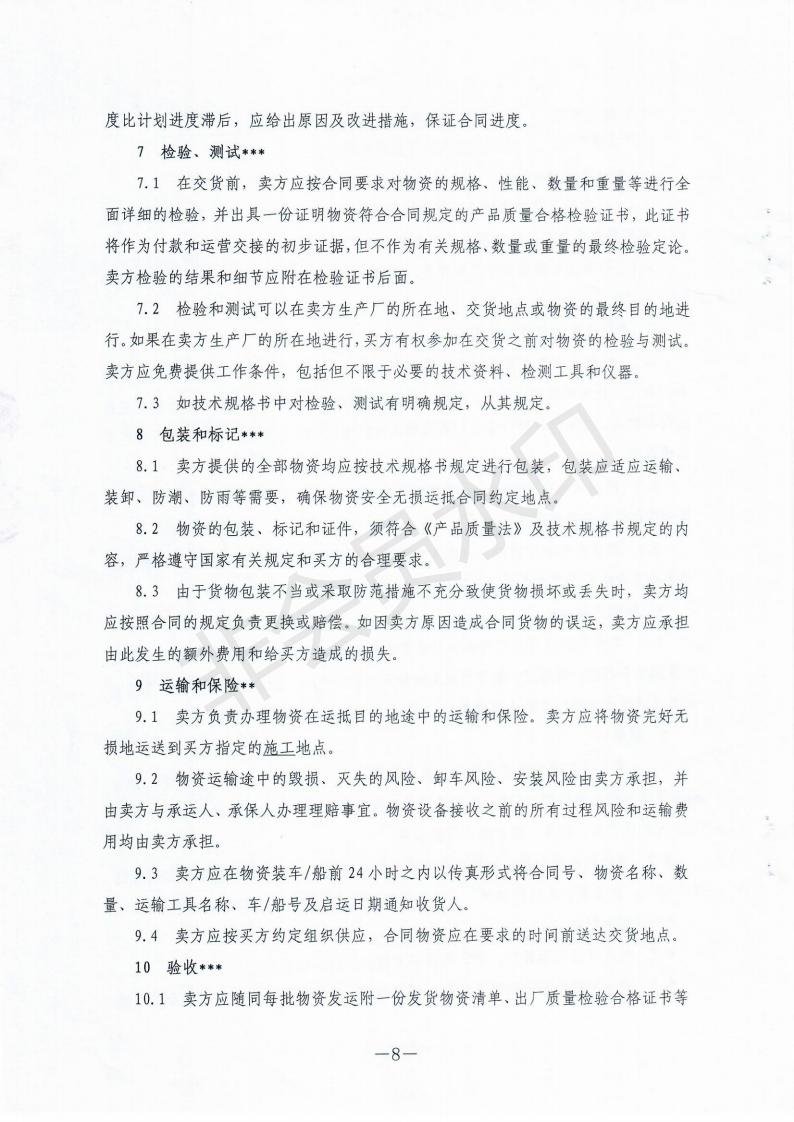 度比计划进度滞后，应给出原因及改进措施，保证合同进度。
7 检验、测试***
7.1 在交货前，卖方应按合同要求对物资的规格、性能、数量和重量等进行全
面详细的检验，并出具一份证明物资符合合同规定的产品质量合格检验证书，此证书
将作为付款和运营交接的初步证据，但不作为有关规格、数量或重量的最终检验定论。
卖方检验的结果和细节应附在检验证书后面。
7.2 检验和测试可以在卖方生产厂的所在地、交货地点或物资的最终目的地进
行。如果在卖方生产厂的所在地进行，买方有权参加在交货之前对物资的检验与测试。
卖方应免费提供工作条件，包括但不限于必要的技术资料、检测工具和仪器。
7.3 如技术规格书中对检验、测试有明确规定，从其规定。
8 包装和标记***
8.1 卖方提供的全部物资均应按技术规格书规定进行包装，包装应适应运输、
装卸、防潮、防雨等需要，确保物资安全无损运抵合同约定地点。
8.2 物资的包装、标记和证件，须符合《产品质量法》及技术规格书规定的内
容，严格遵守国家有关规定和买方的合理要求。
8.3 由于货物包装不当或采取防范措施不充分致使货物损坏或丢失时，卖方均
应按照合同的规定负责更换或赔偿。如因卖方原因造成合同货物的误运，卖方应承担
由此发生的额外费用和给买方造成的损失。
9 运输和保险**
9.1 卖方负责办理物资在运抵目的地途中的运输和保险。卖方应将物资完好无
损地运送到买方指定的施工地点。
9.2 物资运输途中的毁损、灭失的风险、卸车风险、安装风险由卖方承担，并
由卖方与承运人、承保人办理理赔事宜。物资设备接收之前的所有过程风险和运输费
用均由卖方承担。
9.3 卖方应在物资装车/船前 24 小时之内以传真形式将合同号、物资名称、数
量、运输工具名称、车/船号及启运日期通知收货人。
9.4 卖方应按买方约定组织供应，合同物资应在要求的时间前送达交货地点。
10 验收***
10.1 卖方应随同每批物资发运附一份发货物资清单、出厂质量检验合格证书等
—8—
非会员水印